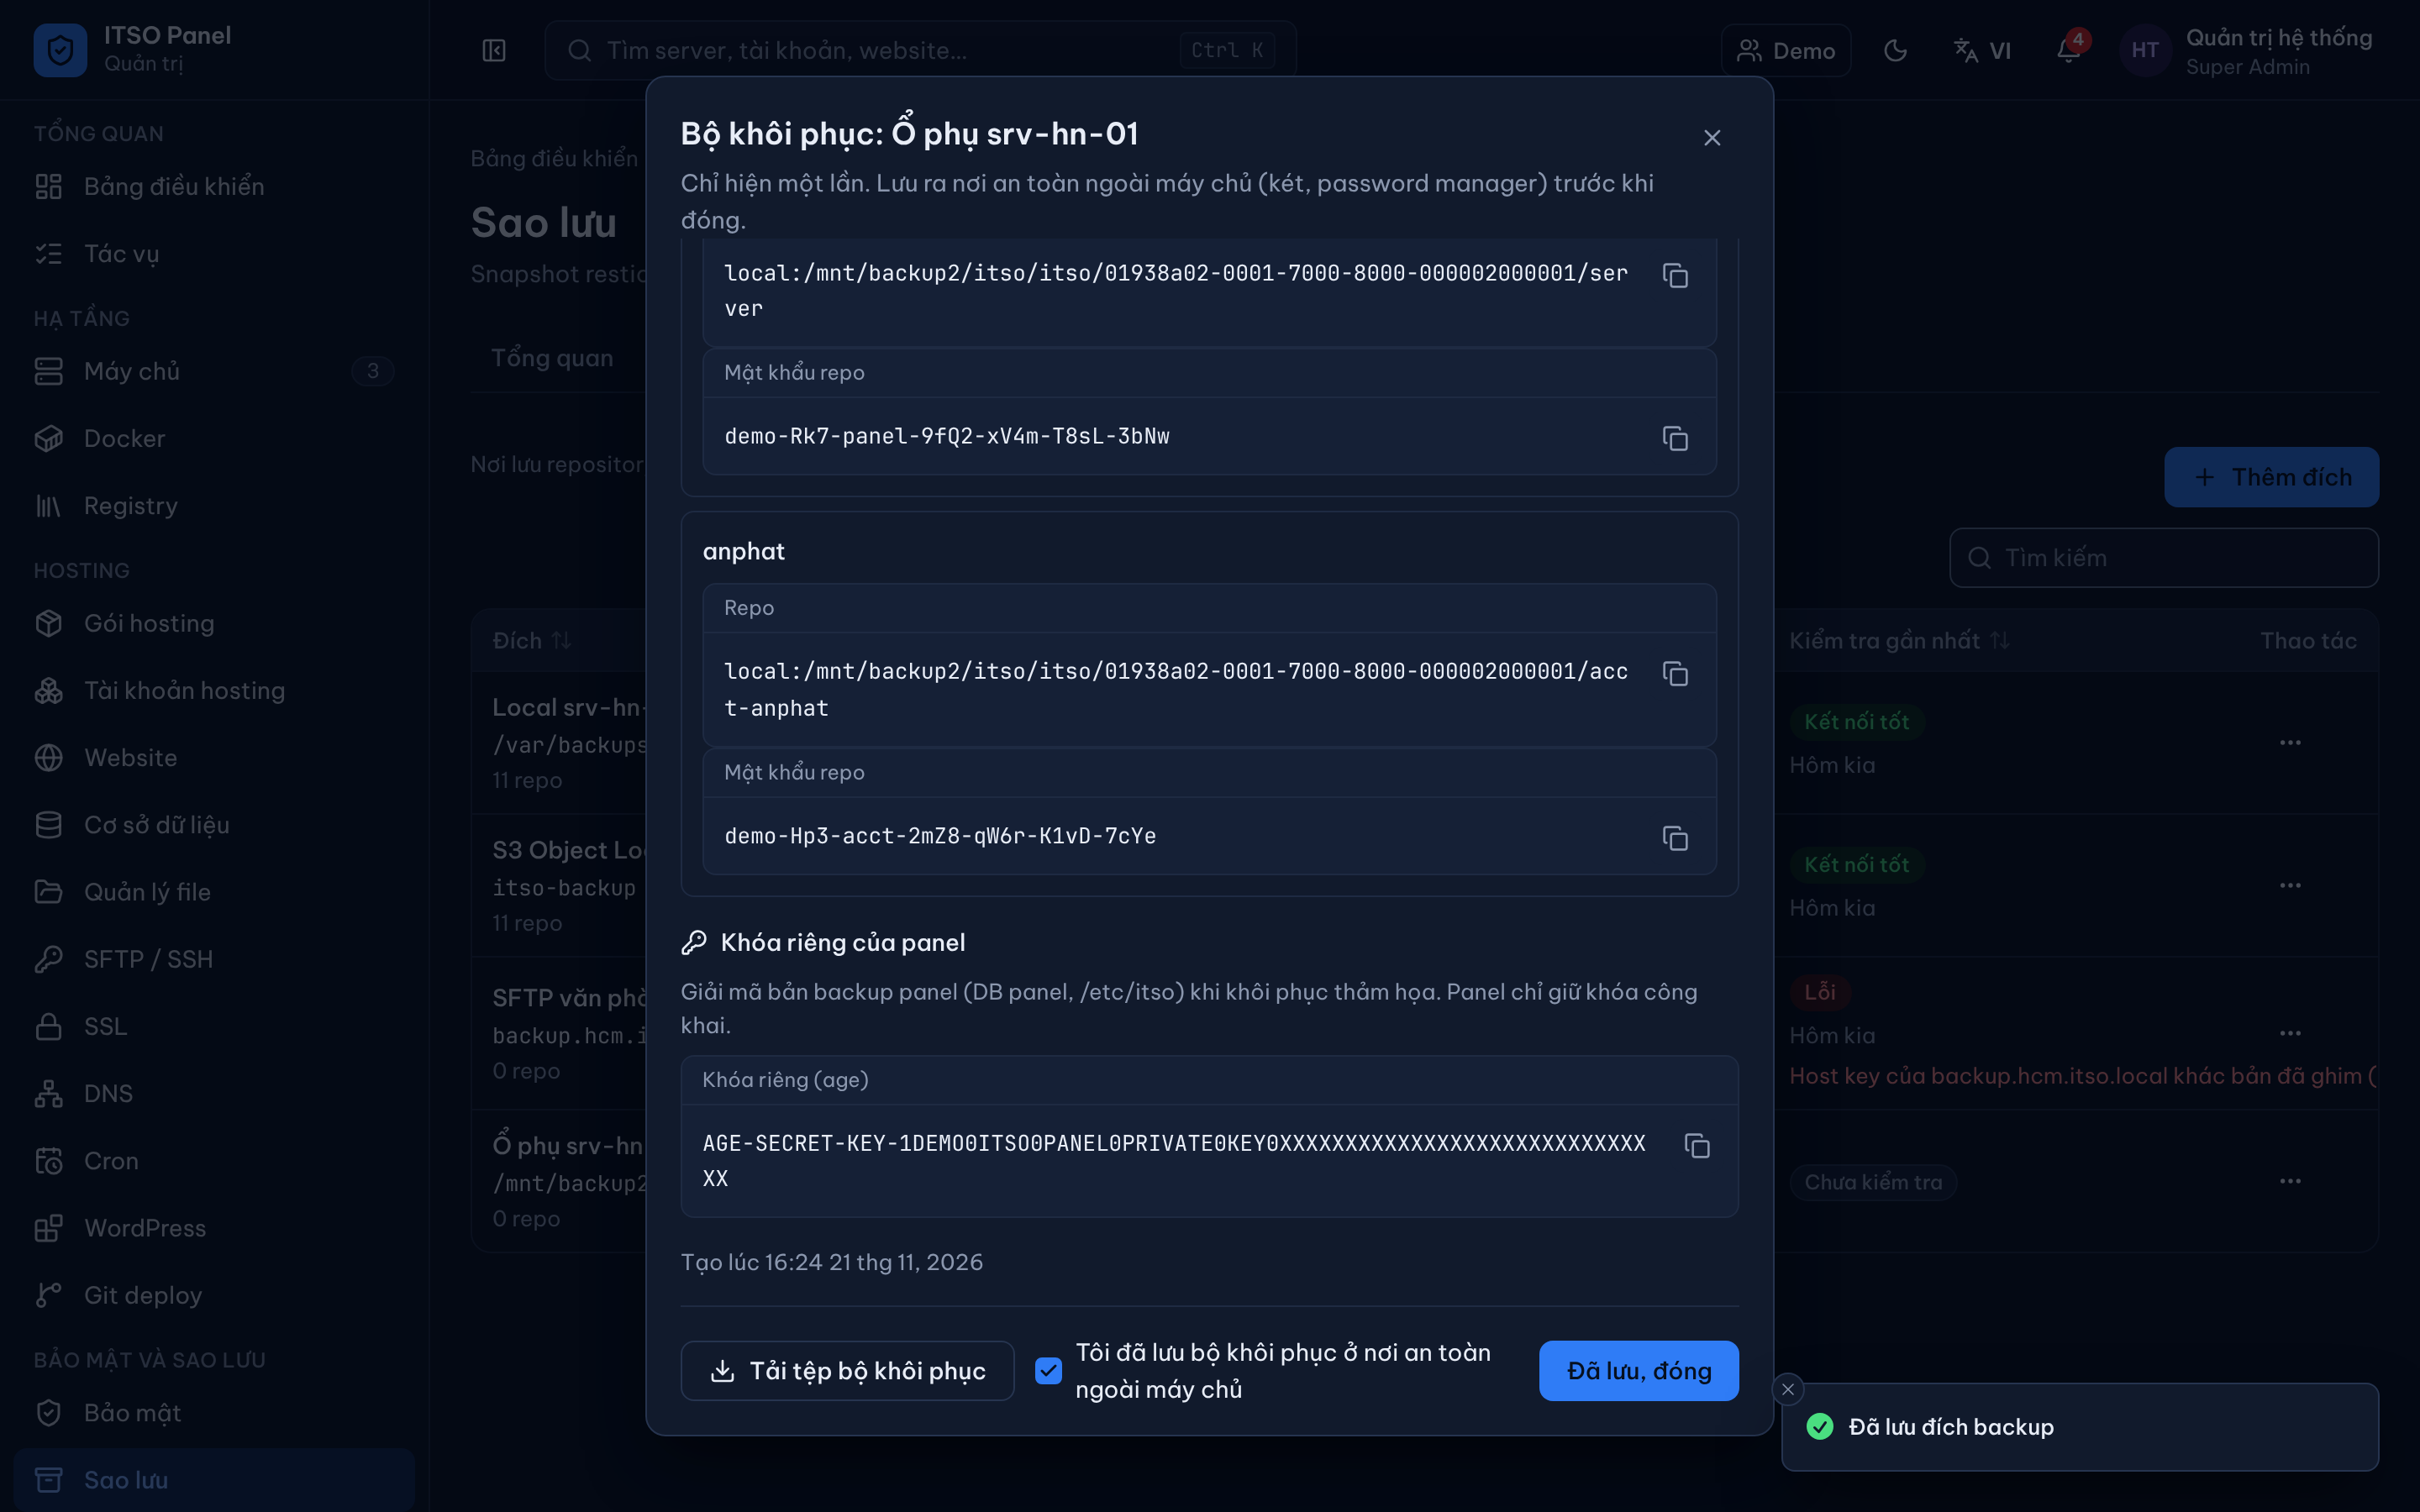 ITSO Panel
Quản trị
Tìm server, tài khoản, website...
Ctrl K
Demo
VI
4
HT
Quản trị hệ thống
Super Admin
TỔNG QUAN
Bảng điều khiển
Tác vụ
HẠ TẦNG
Máy chủ
3
Docker
Registry
HOSTING
Gói hosting
Tài khoản hosting
Website
Cơ sở dữ liệu
Quản lý file
SFTP / SSH
SSL
DNS
Cron
WordPress
Git deploy
BẢO MẬT VÀ SAO LƯU
Bảo mật
Sao lưu
Bảng điều khiển
Sao lưu
Snapshot
Tổng quan
Nơi lưu
Thêm đích
Tìm kiếm
Đích
Kiểm tra gần nhất
Thao tác
Local
11 repo
Kết nối tốt
Hôm kia
S3 Object
itso-backup
11 repo
Kết nối tốt
Hôm kia
SFTP văn
0 repo
Lỗi
Hôm kia
Host key của backup.hcm.itso.local khác bản đã ghim (
Ổ phụ
0 repo
Chưa kiểm tra
Bộ khôi phục: Ổ phụ srv-hn-01
Chỉ hiện một lần. Lưu ra nơi an toàn ngoài máy chủ (két, password manager) trước khi
đóng.
local:/mnt/backup2/itso/itso/01938a02-0001-7000-8000-000002000001/ser
ver
Mật khẩu repo
demo-Rk7-panel-9fQ2-xV4m-T8sL-3bNw
anphat
Repo
local:/mnt/backup2/itso/itso/01938a02-0001-7000-8000-000002000001/acc
t-anphat
Mật khẩu repo
demo-Hp3-acct-2mZ8-qW6r-K1vD-7cYe
Khóa riêng của panel
Giải mã bản backup panel (DB panel, /etc/itso) khi khôi phục thảm họa. Panel chỉ giữ khóa công
khai.
Khóa riêng (age)
AGE-SECRET-KEY-1DEMO0ITSO0PANEL0PRIVATE0KEY0XXXXXXXXXXXXXXXXXXXXXXXXXXXX
XX
Tạo lúc 16:24 21 thg 11, 2026
Tải tệp bộ khôi phục
Tôi đã lưu bộ khôi phục ở nơi an toàn
ngoài máy chủ
Đã lưu, đóng
Đã lưu đích backup